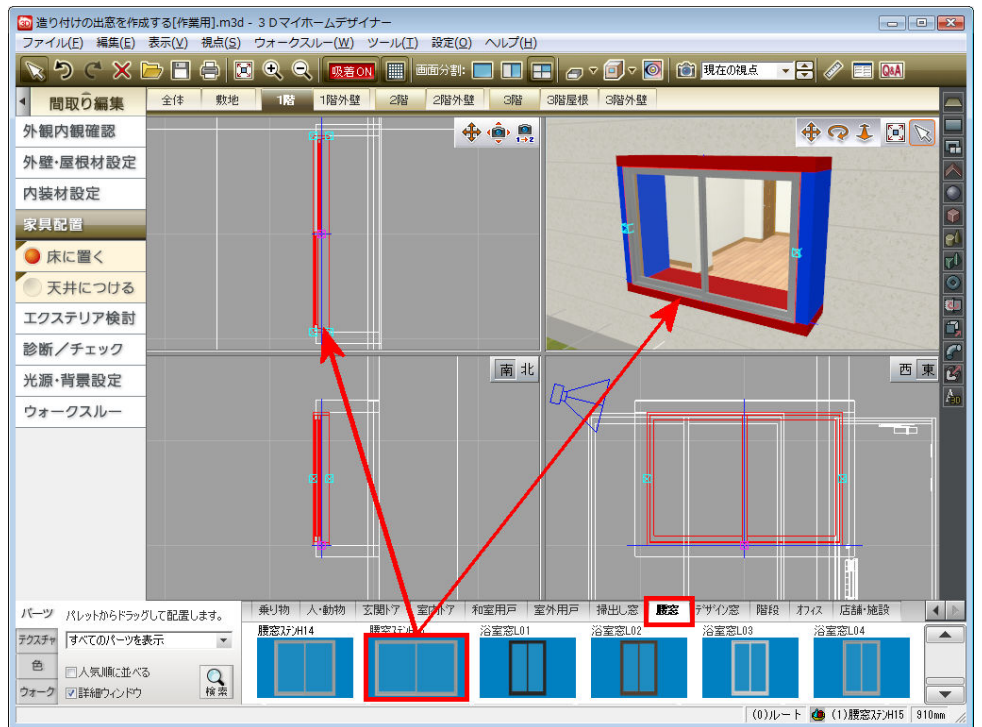 造り付けの出窓を作成する[作業用].m3d - 3Dマイホームデザイナー
ファイル(F) 編集(E) 表示(V) 視点(S) ウォークスルー(W) ツール(T) 設定(O) ヘルプ(H)
吸着ON 画面分割: 現在の視点 Q&A
間取り編集 全体 敷地 1階 1階外壁 2階 2階外壁 3階 3階屋根 3階外壁
外観内観確認
外壁・屋根材設定
内装材設定
家具配置
床に置く
天井につける
エクステリア検討
診断/チェック
光源・背景設定
ウォークスルー
1→2
南 北
西 東
パーツ パレットからドラッグして配置します。
テクスチャ すべてのパーツを表示
色 人気順に並べる
ウォーク 詳細ウィンドウ 検索
乗り物 人・動物 玄関ドア 室内ドア 和室用戸 室外用戸 掃出し窓 腰窓 デザイン窓 階段 オフィス 店舗・施設
腰窓ステンH14 浴室窓L01 浴室窓L02 浴室窓L03 浴室窓L04
(0)ルート (1)腰窓ステンH15 910mm